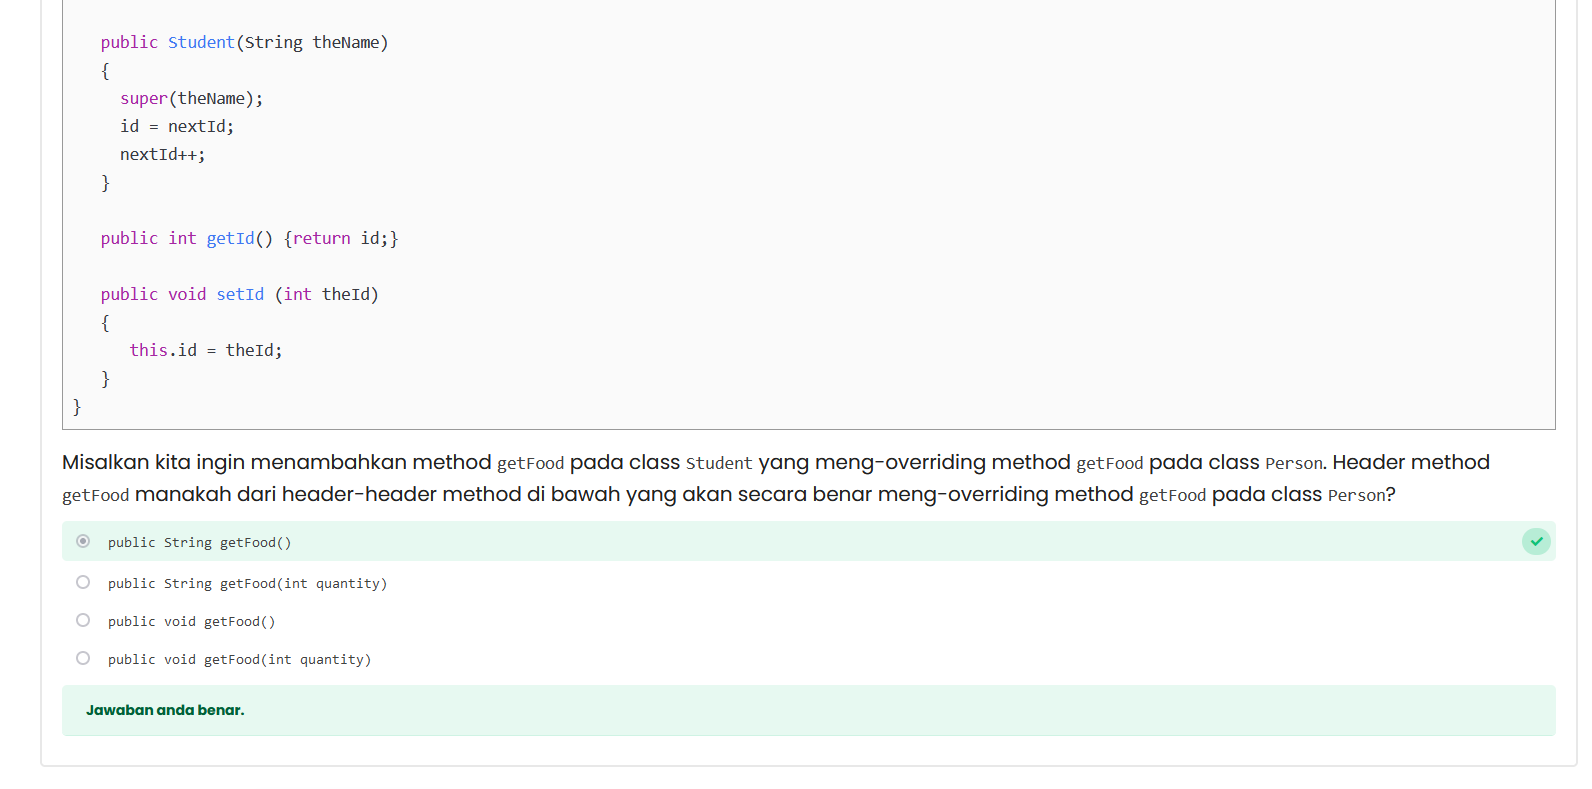 public Student(String theName)
{
super(theName);
id = nextId;
nextId++;
}
public int getId() {return id;}
public void setId (int theId)
{
this.id = theId;
}
}
Misalkan kita ingin menambahkan method getFood pada class Student yang meng-overriding method getFood pada class Person. Header method
getFood manakah dari header-header method di bawah yang akan secara benar meng-overriding method getFood pada class Person?
public String getFood()
public String getFood(int quantity)
public void getFood()
public void getFood(int quantity)
Jawaban anda benar.